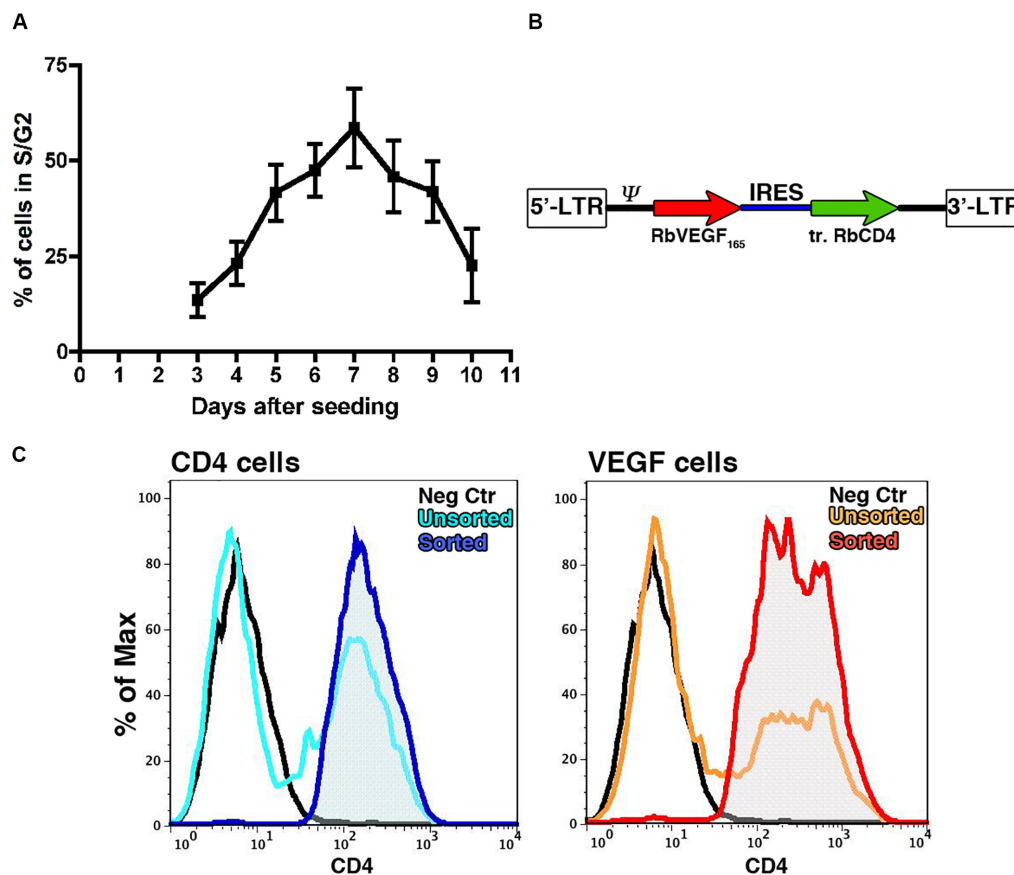 A
% of cells in S/G2
75
50
25
0
0 1 2 3 4 5 6 7 8 9 10 11
Days after seeding
B
5'-LTR Ψ IRES 3'-LTR
RbVEGF165 tr. RbCD4
C
CD4 cells
% of Max
100
80
60
40
20
0
Neg Ctr
Unsorted
Sorted
10^0 10^1 10^2 10^3 10^4
CD4
VEGF cells
100
80
60
40
20
0
Neg Ctr
Unsorted
Sorted
10^0 10^1 10^2 10^3 10^4
CD4